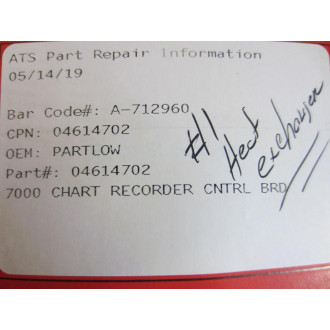 ATS Part Repair Information
05/14/19
Bar Code#: A-712960
CPN: 04614702
OEM: PARTLOW
Part#: 04614702
7000 CHART RECORDER CNTRL BRD
#1
Heat
exchanger